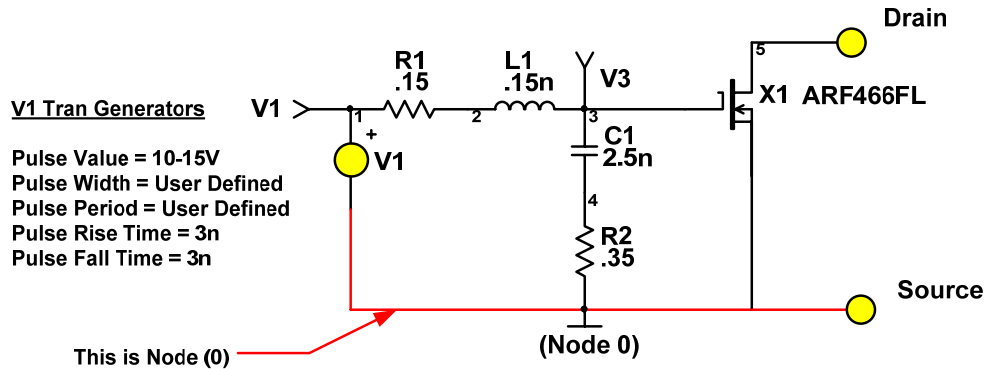 Drain
5
R1
.15
L1
.15n
V3
X1 ARF466FL
V1 Tran Generators
V1
1
2
3
+
V1
C1
2.5n
Pulse Value = 10-15V
Pulse Width = User Defined
Pulse Period = User Defined
Pulse Rise Time = 3n
Pulse Fall Time = 3n
4
R2
.35
Source
(Node 0)
This is Node (0)